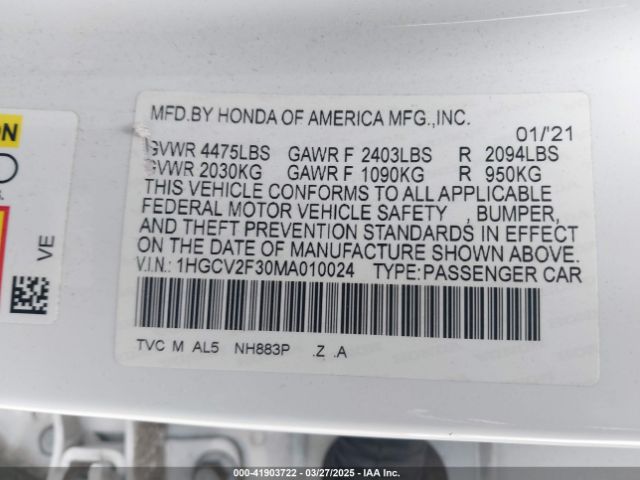 MFD.BY HONDA OF AMERICA MFG.,INC.
01/'21
GVWR 4475LBS GAWR F 2403LBS R 2094LBS
GVWR 2030KG GAWR F 1090KG R 950KG
THIS VEHICLE CONFORMS TO ALL APPLICABLE
FEDERAL MOTOR VEHICLE SAFETY , BUMPER,
AND THEFT PREVENTION STANDARDS IN EFFECT
ON THE DATE OF MANUFACTURE SHOWN ABOVE.
V.I.N.: 1HGCV2F30MA010024 TYPE:PASSENGER CAR
TVC M AL5 NH883P .Z .A
VE
000-41903722 - 03/27/2025 - IAA Inc.